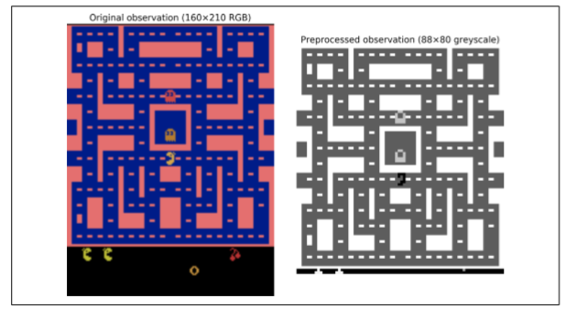 Original observation (160×210 RGB)
Preprocessed observation (88×80 greyscale)